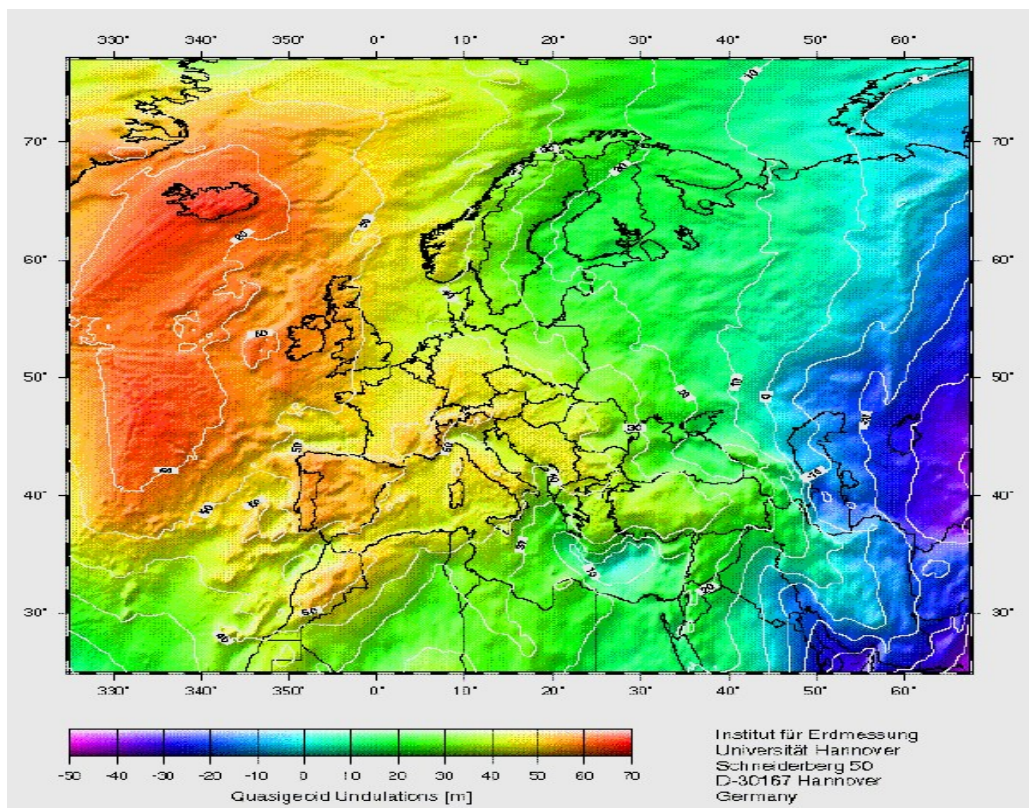 330° 340° 350° 0° 10° 20° 30° 40° 50° 60°
70° 70°
60° 60°
50° 50°
40° 40°
30° 30°
330° 340° 350° 0° 10° 20° 30° 40° 50° 60°
-50 -40 -30 -20 -10 0 10 20 30 40 50 60 70
Quasigeoid Undulations [m]
Institut für Erdmessung
Universität Hannover
Schneiderberg 50
D-30167 Hannover
Germany